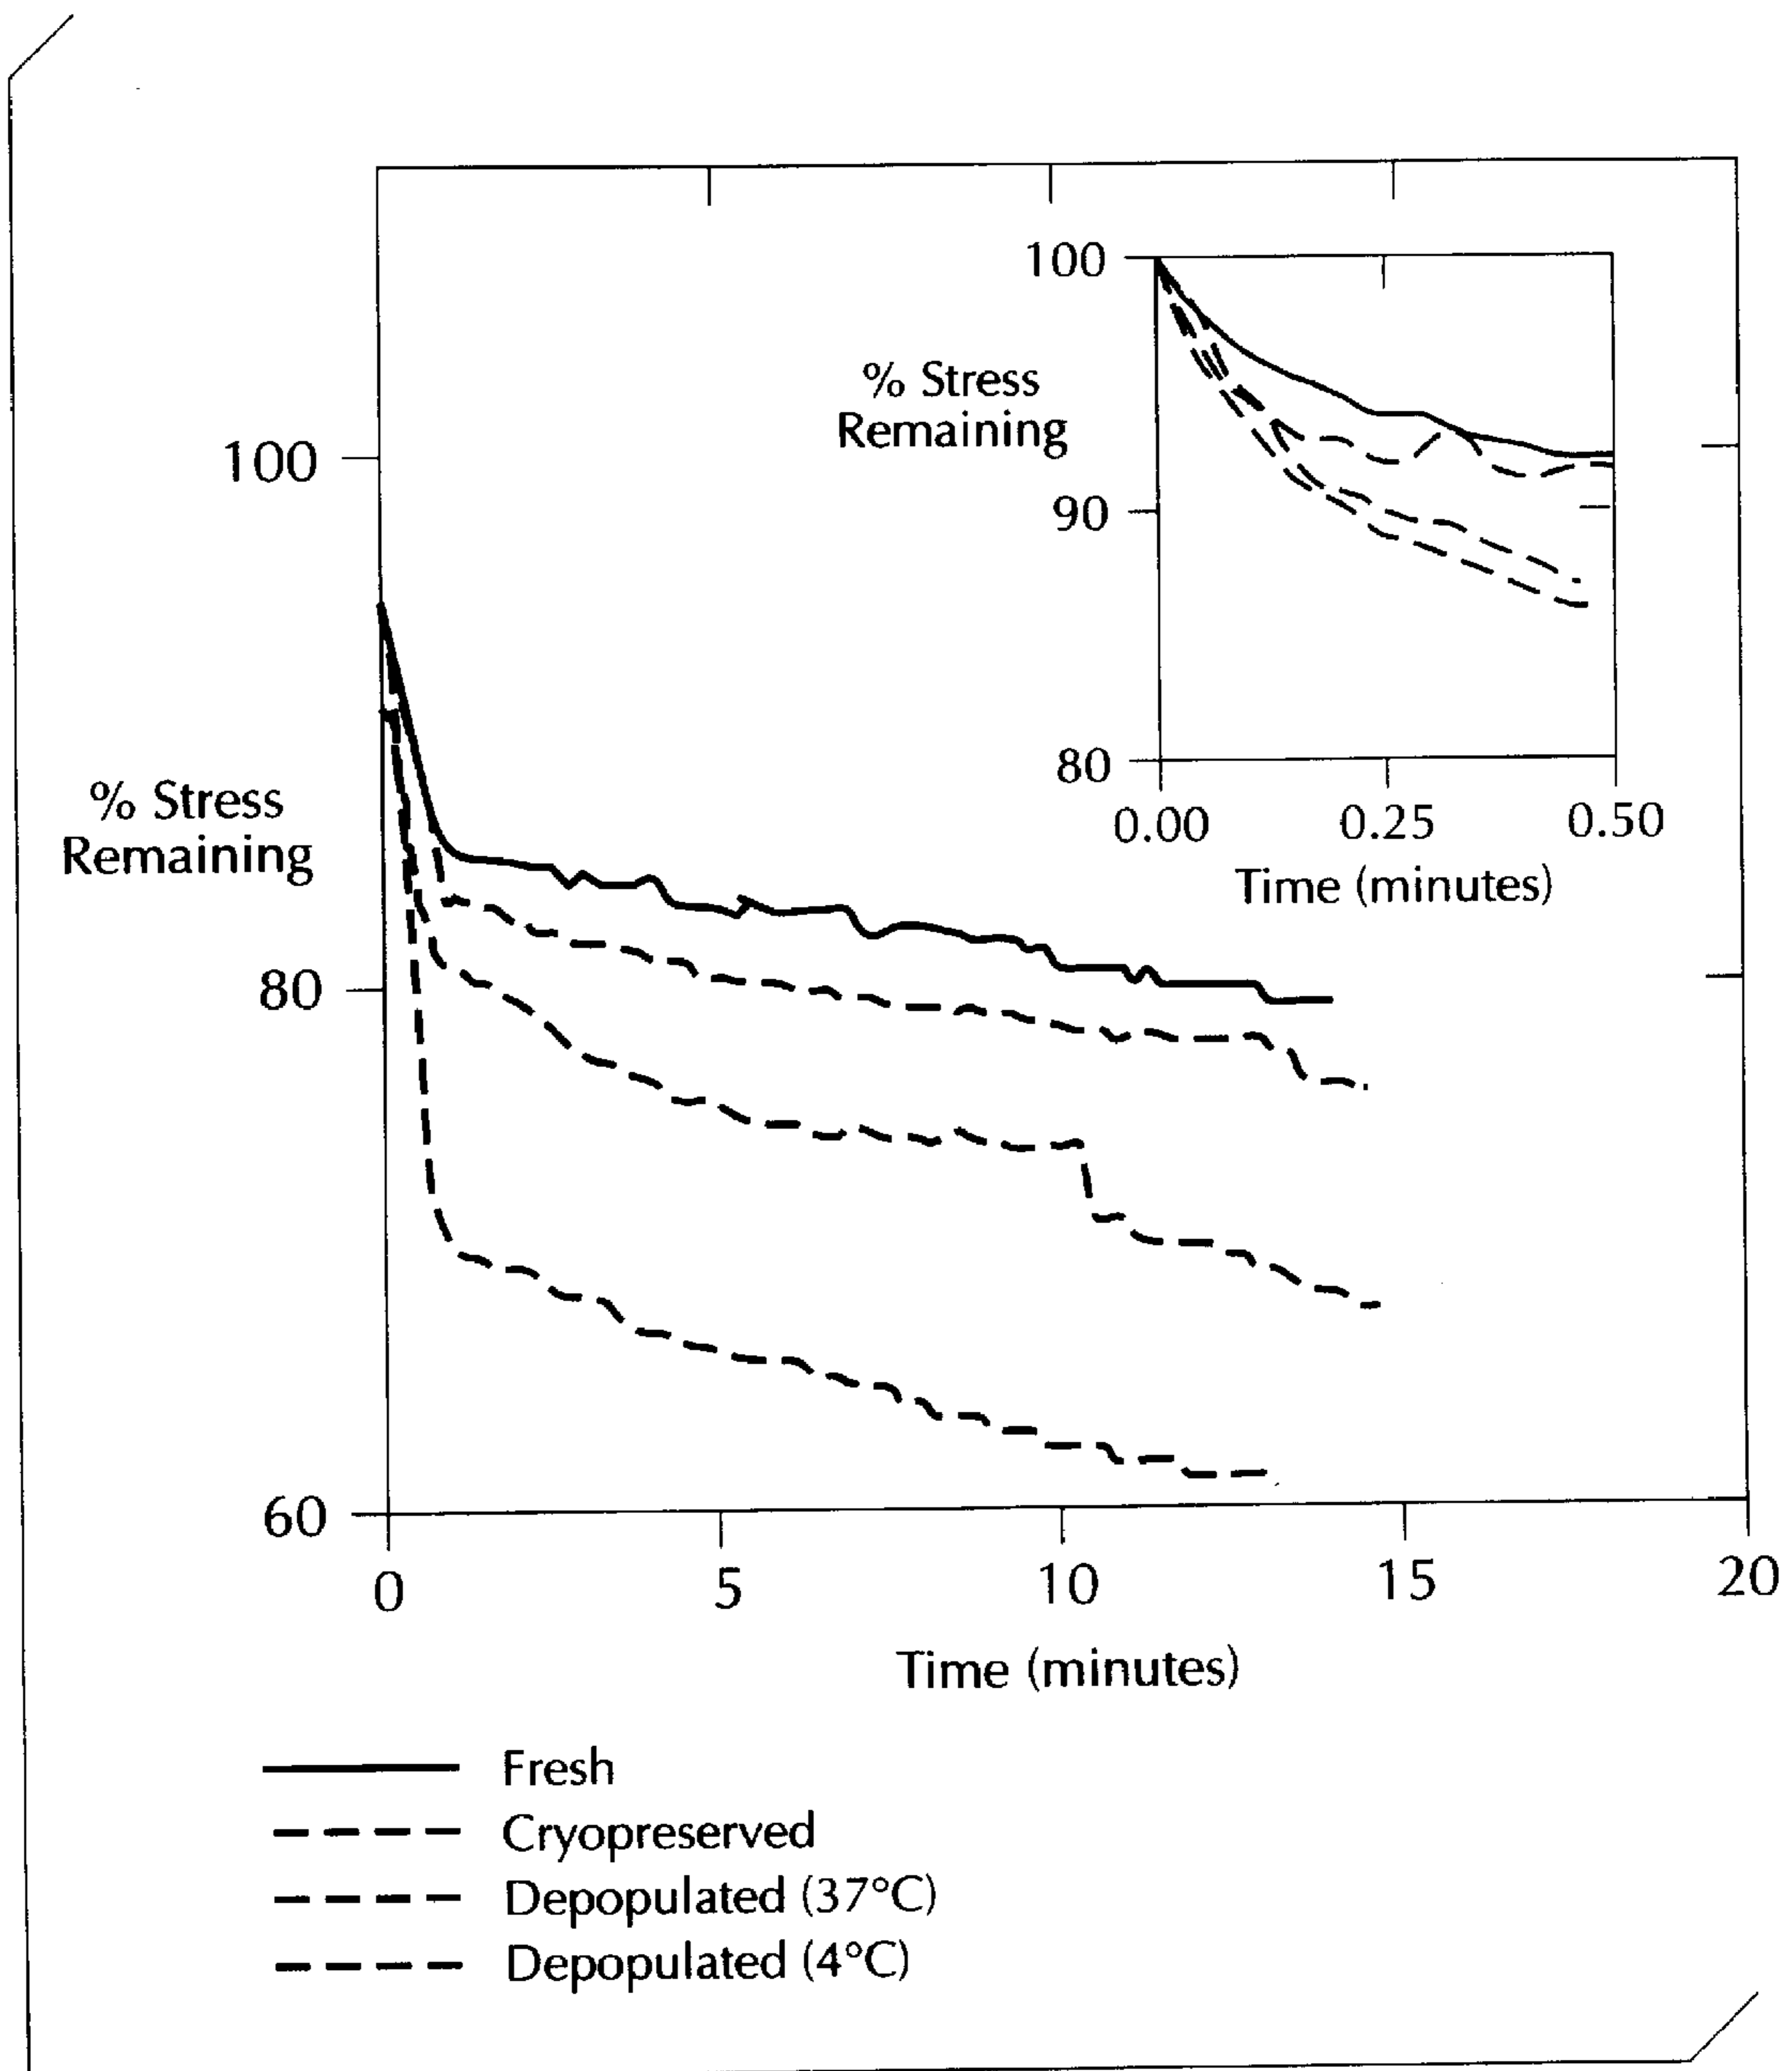 100
% Stress
Remaining
90
80
0.00 0.25 0.50
Time (minutes)
100
% Stress
Remaining
80
60
0 5 10 15 20
Time (minutes)
Fresh
Cryopreserved
Depopulated (37°C)
Depopulated (4°C)